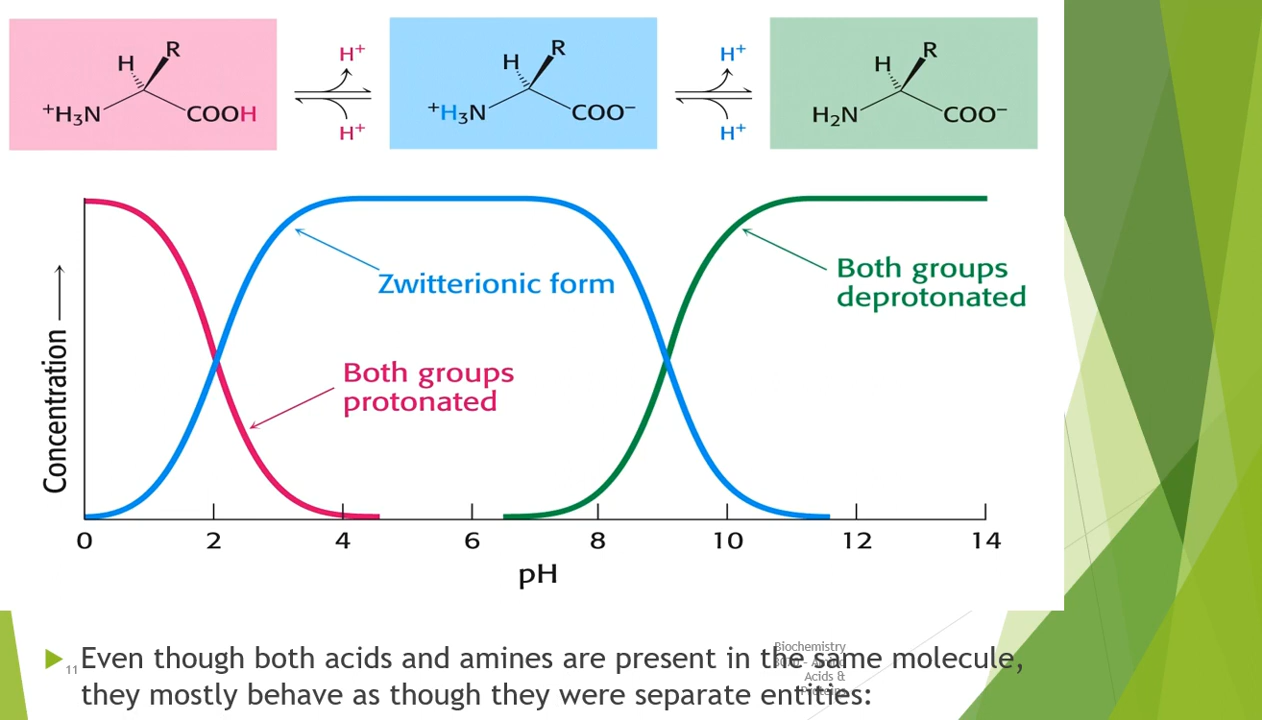 H R
⁺H₃N COOH
H⁺
H⁺
H R
⁺H₃N COO⁻
H⁺
H⁺
H R
H₂N COO⁻
Concentration →
Zwitterionic form
Both groups
protonated
Both groups
deprotonated
0 2 4 6 8 10 12 14
pH
Even though both acids and amines are present in the same molecule,
they mostly behave as though they were separate entities:
11
Biochemistry
Acids &
Proteins